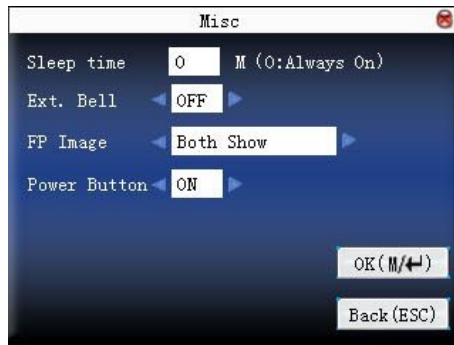 Misc
Sleep time 0 M (0:Always On)
Ext. Bell OFF
FP Image Both Show
Power Button ON
OK(M/↵)
Back(ESC)